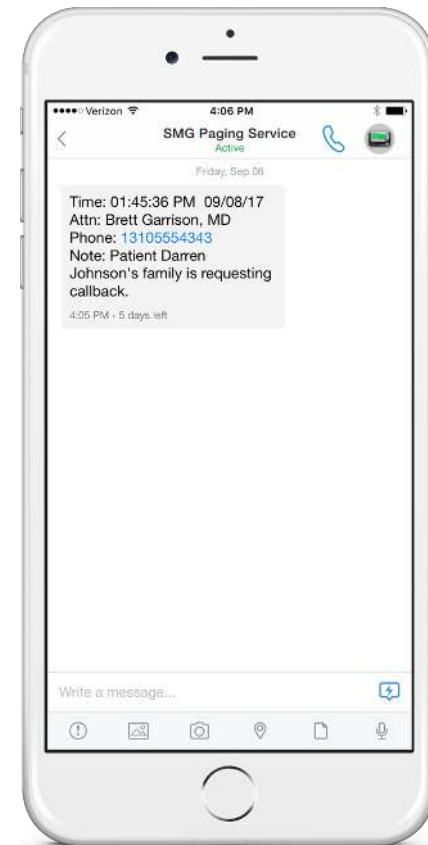 Verizon
4:06 PM
SMG Paging Service
Active
Friday, Sep 08
Time: 01:45:36 PM 09/08/17
Attn: Brett Garrison, MD
Phone: 13105554343
Note: Patient Darren
Johnson's family is requesting
callback.
4:05 PM - 5 days left
Write a message...